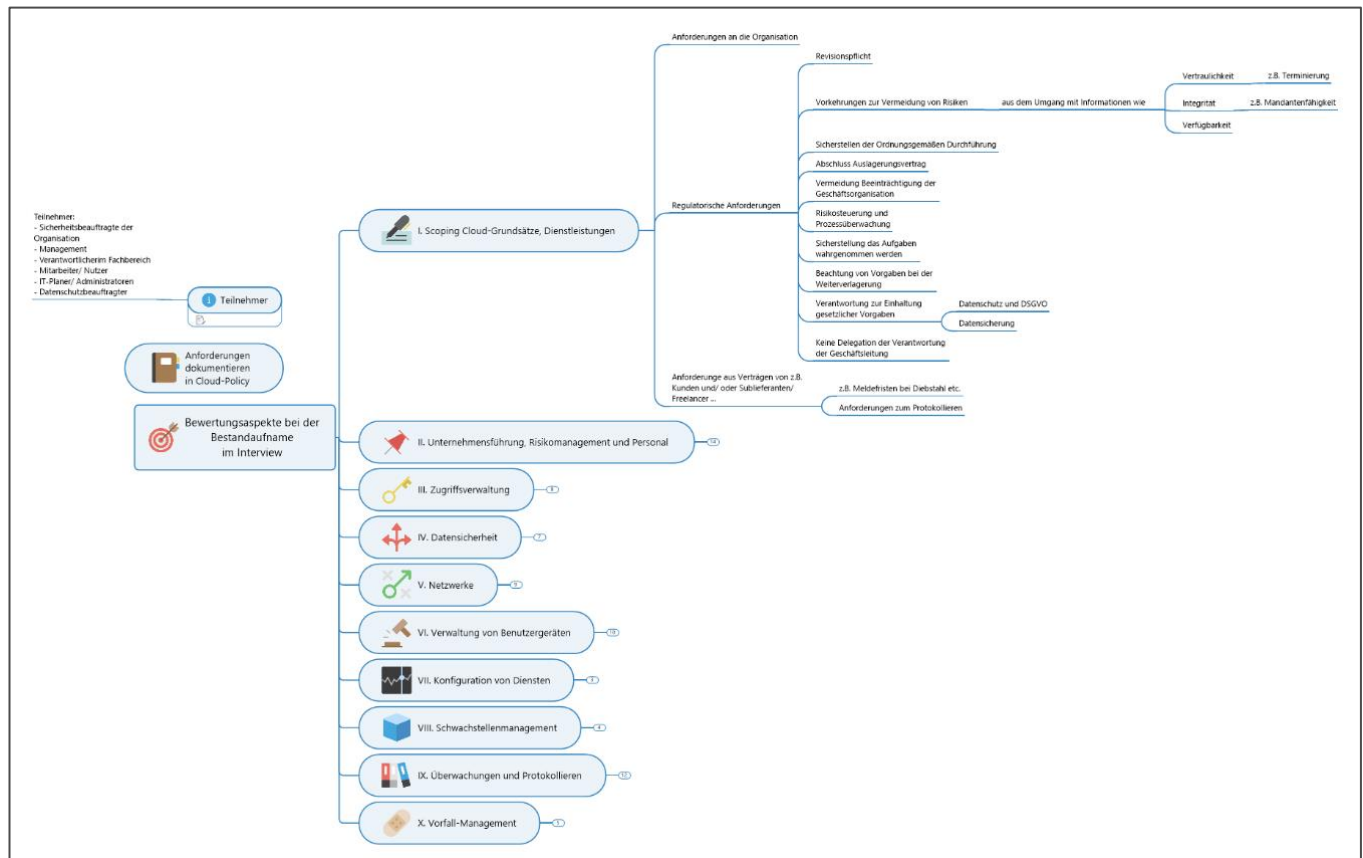 Anforderungen an die Organisation
Revisionspflicht
Vertraulichkeit
z.B. Terminierung
Vorkehrungen zur Vermeidung von Risiken
aus dem Umgang mit Informationen wie
Integrität
z.B. Mandantenfähigkeit
Verfügbarkeit
Sicherstellen der Ordnungsgemäßen Durchführung
Abschluss Auslagerungsvertrag
Vermeidung Beeinträchtigung der
Geschäftsorganisation
Regulatorische Anforderungen
Risikosteuerung und
Prozessüberwachung
Sicherstellung das Aufgaben
wahrgenommen werden
Beachtung von Vorgaben bei der
Weiterverlagerung
Verantwortung zur Einhaltung
gesetzlicher Vorgaben
Datenschutz und DSGVO
Datensicherung
Keine Delegation der Verantwortung
der Geschäftsleitung
Anforderunge aus Verträgen von z.B.
Kunden und/ oder Sublieferanten/
Freelancer ...
z.B. Meldefristen bei Diebstahl etc.
Anforderungen zum Protokollieren
I. Scoping Cloud-Grundsätze, Dienstleistungen
Teilnehmer:
- Sicherheitsbeauftragte der
Organisation
- Management
- Verantwortlicherim Fachbereich
- Mitarbeiter/ Nutzer
- IT-Planer/ Administratoren
- Datenschutzbeauftragter
Teilnehmer
Anforderungen
dokumentieren
in Cloud-Policy
Bewertungsaspekte bei der
Bestandaufname
im Interview
II. Unternehmensführung, Risikomanagement und Personal
III. Zugriffsverwaltung
IV. Datensicherheit
V. Netzwerke
VI. Verwaltung von Benutzergeräten
VII. Konfiguration von Diensten
VIII. Schwachstellenmanagement
IX. Überwachungen und Protokollieren
X. Vorfall-Management